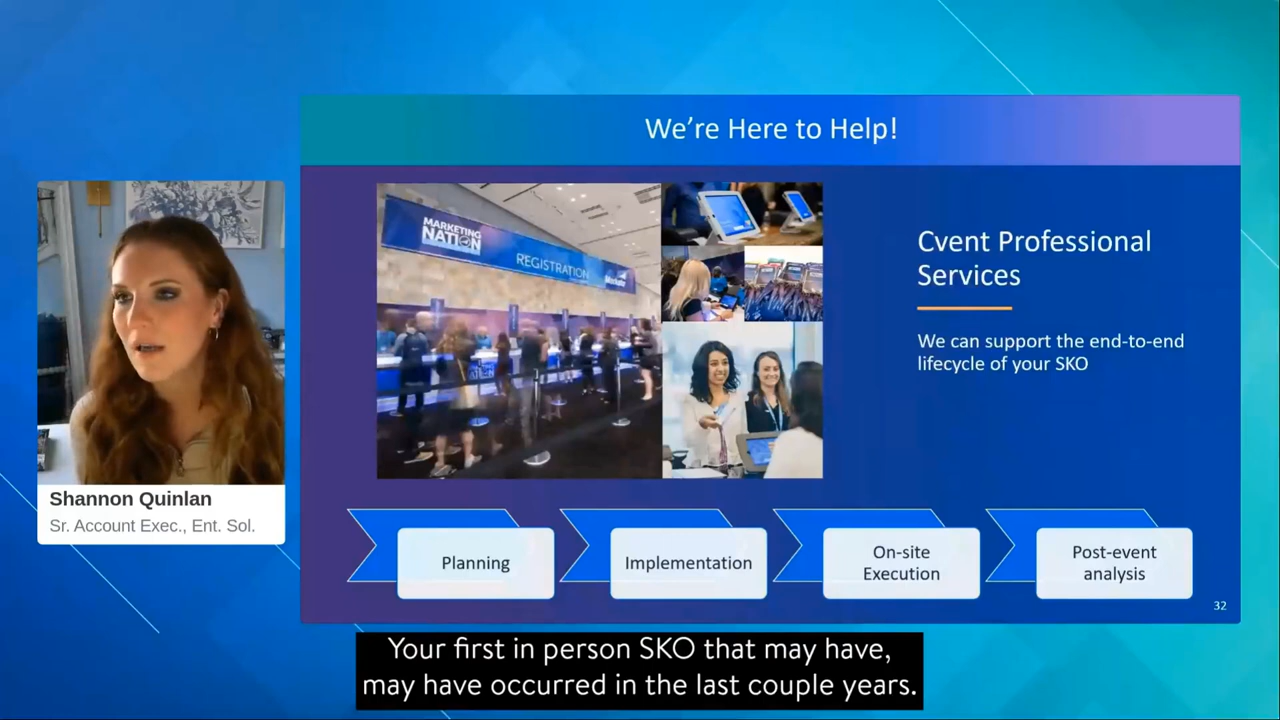 We're Here to Help!
MARKETING
NATION
REGISTRATION
Marketo
Cvent Professional
Services
We can support the end-to-end
lifecycle of your SKO
Shannon Quinlan
Sr. Account Exec., Ent. Sol.
Planning
Implementation
On-site
Execution
Post-event
analysis
32
Your first in person SKO that may have,
may have occurred in the last couple years.